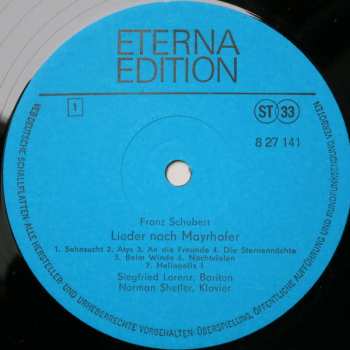 ETERNA
EDITION
1
ST 33
8 27 141
Franz Schubert
Lieder nach Mayrhofer
1. Sehnsucht 2. Atys 3. An die Freunde 4. Die Sternennächte
5. Beim Winde 6. Nachtviolen
7. Heliopolis I
Siegfried Lorenz, Bariton
Norman Shetler, Klavier
VEB DEUTSCHE SCHALLPLATTEN ALLE HERSTELLER- UND URHEBERRECHTE VORBEHALTEN · ÜBERSPIELUNG, ÖFFENTLICHE AUFFÜHRUNG UND RUNDFUNKSENDUNG VERBOTEN